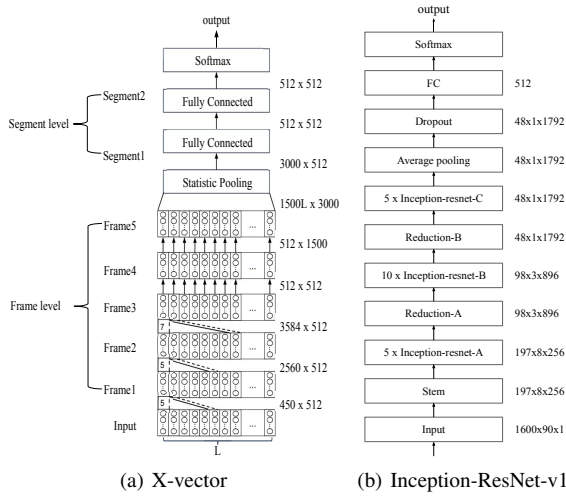 output
Softmax
512 x 512
Segment2
Fully Connected
512 x 512
Segment level
Segment1
Fully Connected
3000 x 512
Statistic Pooling
1500L x 3000
Frame5
...
512 x 1500
Frame4
...
512 x 512
Frame level
Frame3
...
7
3584 x 512
Frame2
...
5
2560 x 512
Frame1
...
5
450 x 512
Input
...
L
(a) X-vector
output
Softmax
FC
512
Dropout
48x1x1792
Average pooling
48x1x1792
5 x Inception-resnet-C
48x1x1792
Reduction-B
48x1x1792
10 x Inception-resnet-B
98x3x896
Reduction-A
98x3x896
5 x Inception-resnet-A
197x8x256
Stem
197x8x256
Input
1600x90x1
(b) Inception-ResNet-v1